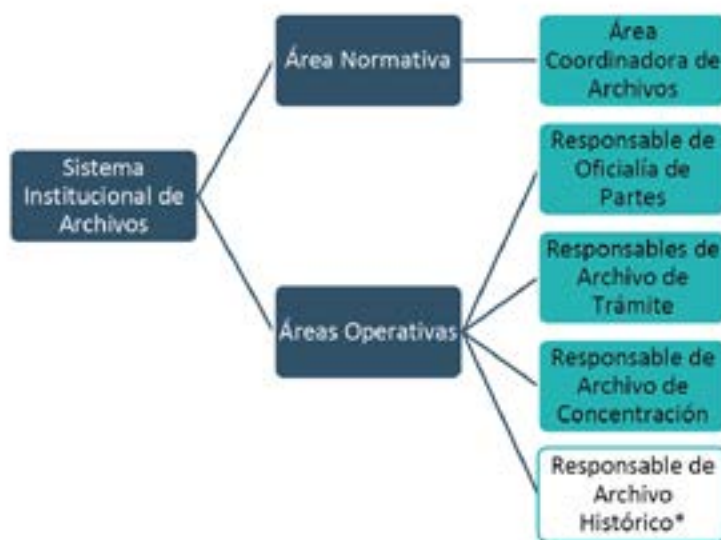 Sistema
Institucional de
Archivos
Área Normativa
Área
Coordinadora de
Archivos
Áreas Operativas
Responsable de
Oficialía de
Partes
Responsables de
Archivo de
Trámite
Responsable de
Archivo de
Concentración
Responsable de
Archivo
Histórico*